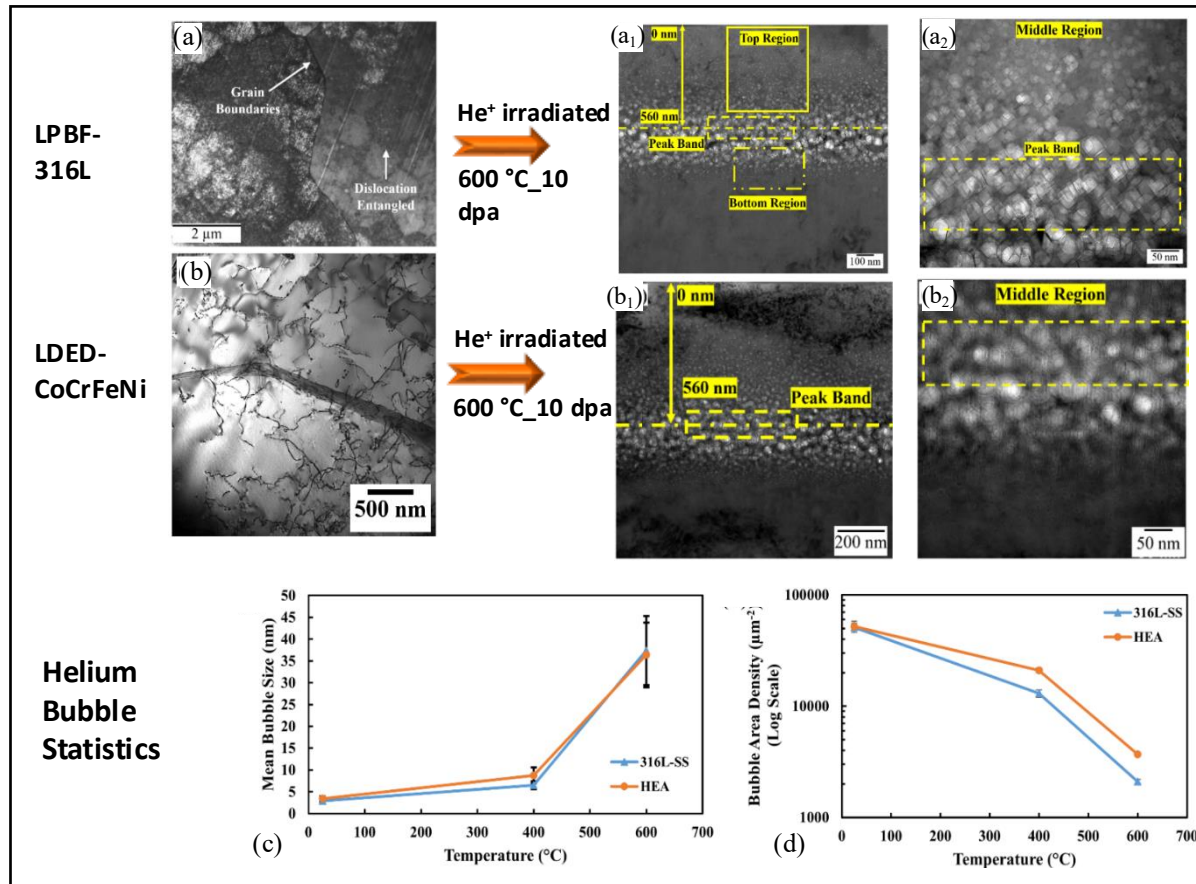 LPBF-
316L
(a)
Grain
Boundaries
Dislocation
Entangled
2 µm
He⁺ irradiated
600 °C_10
dpa
(a₁)
0 nm
Top Region
560 nm
Peak Band
Bottom Region
100 nm
(a₂)
Middle Region
Peak Band
50 nm
LDED-
CoCrFeNi
(b)
500 nm
He⁺ irradiated
600 °C_10 dpa
(b₁)
0 nm
560 nm
Peak Band
200 nm
(b₂)
Middle Region
50 nm
Helium
Bubble
Statistics
Mean Bubble Size (nm)
50
45
40
35
30
25
20
15
10
5
0
316L-SS
HEA
0 100 200 300 400 500 600 700
(c)
Temperature (°C)
Bubble Area Density (µm⁻²)
(Log Scale)
100000
10000
1000
316L-SS
HEA
0 100 200 300 400 500 600 700
(d)
Temperature (°C)